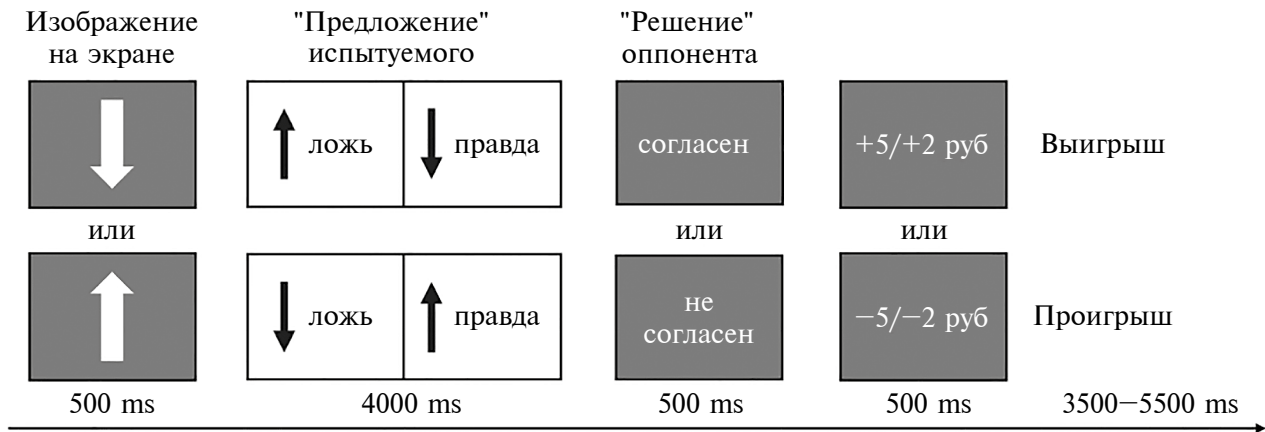 Изображение
на экране
"Предложение"
испытуемого
"Решение"
оппонента
ложь
правда
согласен
+5/+2 руб
Выигрыш
или
или
или
ложь
правда
не
согласен
−5/−2 руб
Проигрыш
500 ms
4000 ms
500 ms
500 ms
3500−5500 ms